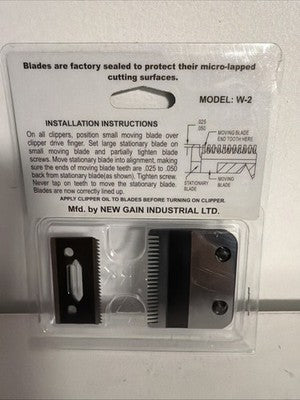 Blades are factory sealed to protect their micro-lapped
cutting surfaces.
MODEL: W-2
INSTALLATION INSTRUCTIONS
On all clippers, position small moving blade over
clipper drive finger. Set large stationary blade on
small moving blade and partially tighten blade
screws. Move stationary blade into alignment, making
sure the ends of moving blade teeth are .025 to .050
back from stationary blade(as shown). Tighten screw.
Never tap on teeth to move the stationary blade.
Blades are now correctly lined up.
.025
.050
MOVING BLADE
END TOOTH HERE
STATIONARY
BLADE
MOVING
BLADE
APPLY CLIPPER OIL TO BLADES BEFORE TURNING ON CLIPPER.
Mfd. by NEW GAIN INDUSTRIAL LTD.